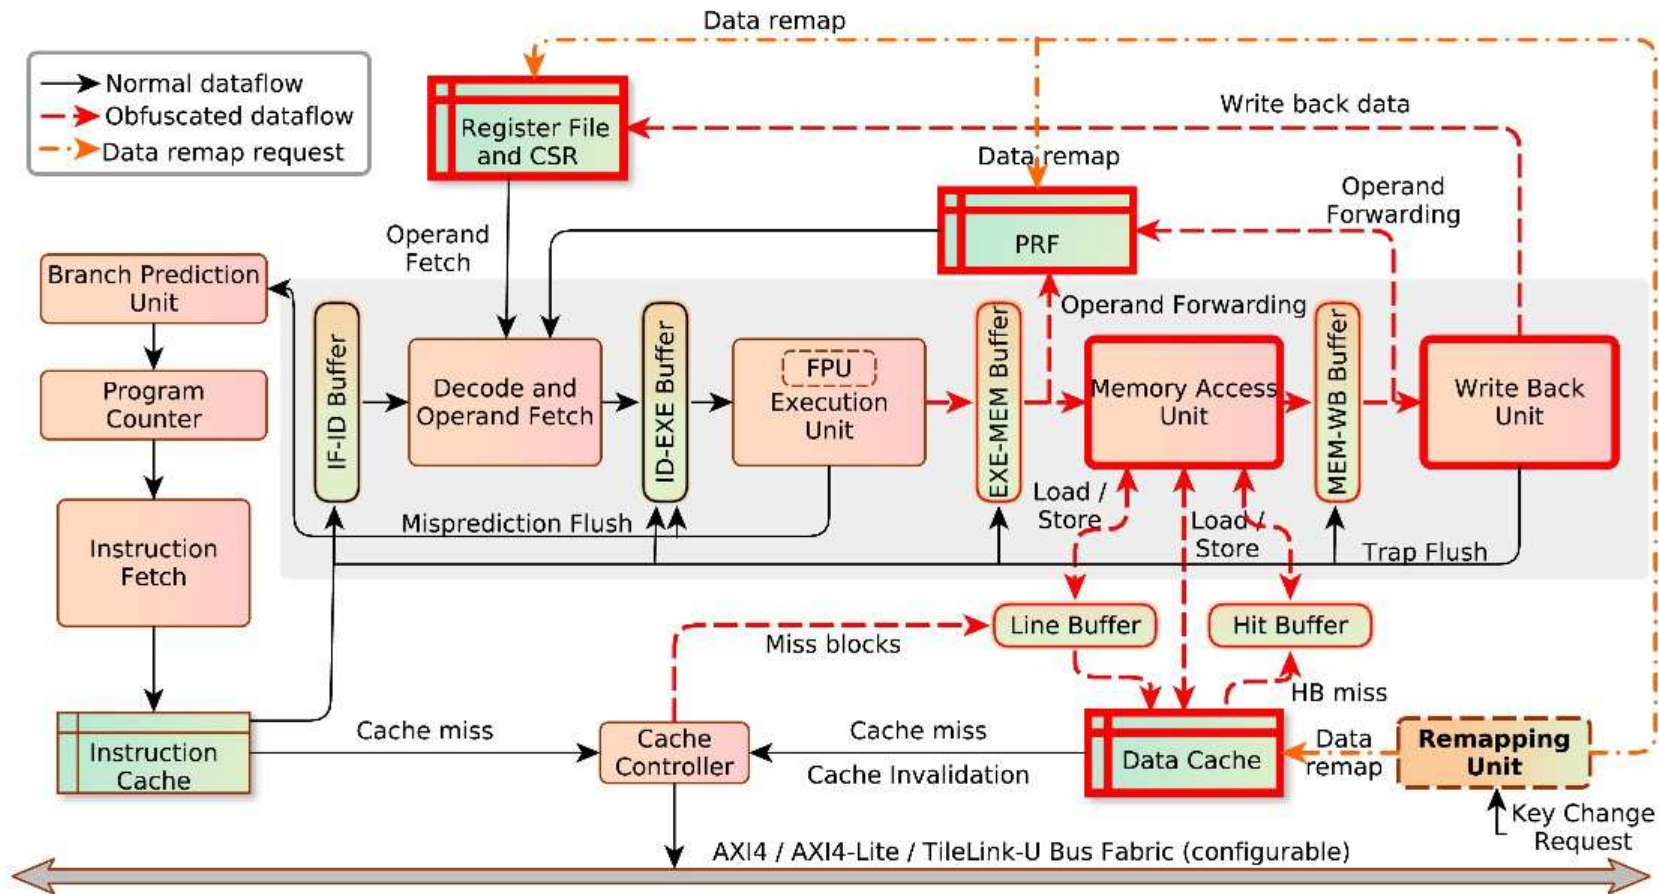 Data remap
Normal dataflow
Obfuscated dataflow
Data remap request
Register File
and CSR
Write back data
Data remap
Operand
Forwarding
PRF
Operand
Fetch
Branch Prediction
Unit
Operand Forwarding
IF-ID Buffer
Decode and
Operand Fetch
ID-EXE Buffer
FPU
Execution
Unit
EXE-MEM Buffer
Memory Access
Unit
MEM-WB Buffer
Write Back
Unit
Program
Counter
Load /
Store
Load /
Store
Misprediction Flush
Trap Flush
Instruction
Fetch
Line Buffer
Hit Buffer
Miss blocks
HB miss
Instruction
Cache
Cache miss
Cache
Controller
Cache miss
Cache Invalidation
Data Cache
Data
remap
Remapping
Unit
Key Change
Request
AXI4 / AXI4-Lite / TileLink-U Bus Fabric (configurable)